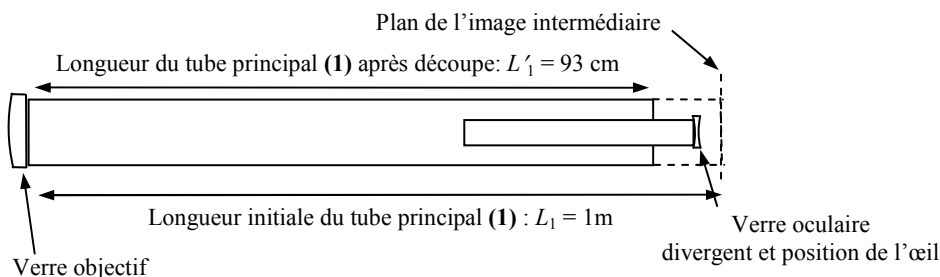 Plan de l’image intermédiaire
Longueur du tube principal (1) après découpe: L′1 = 93 cm
Longueur initiale du tube principal (1) : L1 = 1m
Verre oculaire
divergent et position de l’œil
Verre objectif